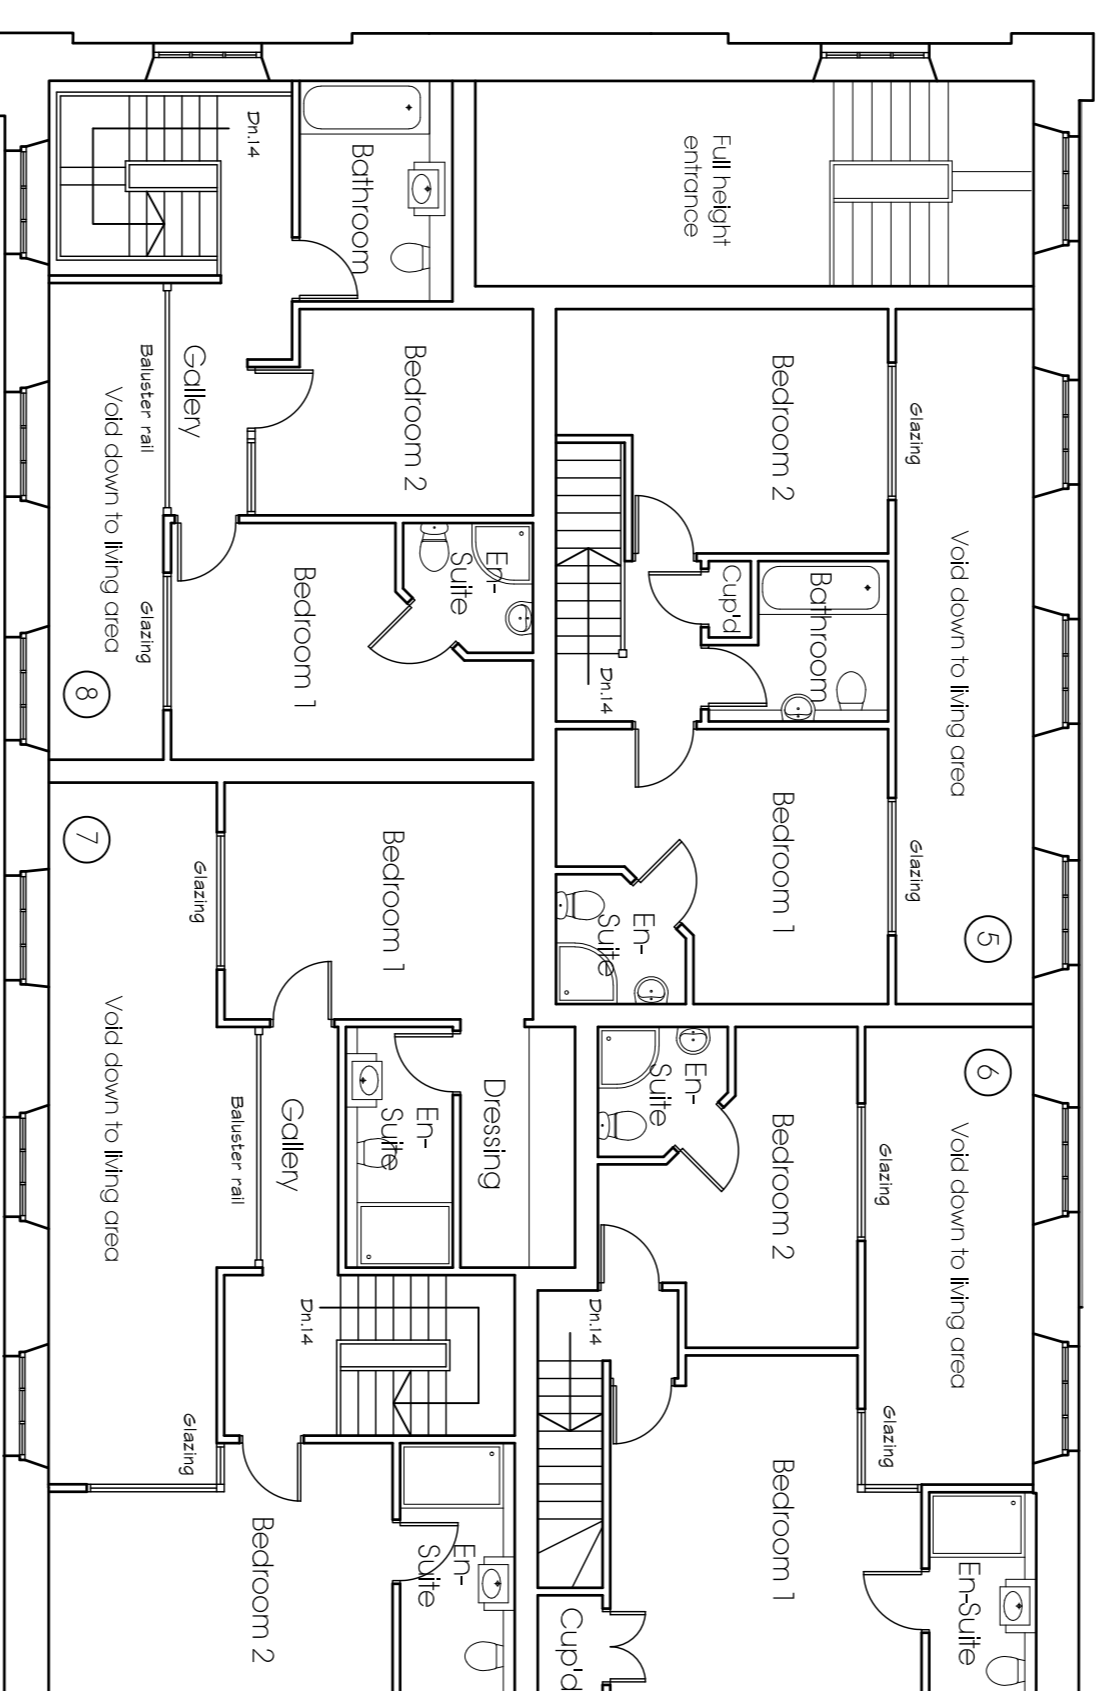 Dn.14
Bathroom
Full height
entrance
Gallery
Baluster rail
Void down to living area
Glazing
Bedroom 2
Bedroom 1
En-
Suite
8
Bedroom 2
Glazing
Void down to living area
Cup'd
Bathroom
Dn.14
Bedroom 1
Glazing
En-
Suite
5
7
Glazing
Bedroom 1
Void down to living area
Baluster rail
Gallery
En-
Suite
Dressing
Dn.14
Glazing
Bedroom 2
En-
Suite
6
En-
Suite
Bedroom 2
Glazing
Void down to living area
Dn.14
Glazing
Bedroom 1
En-Suite
Cup'd